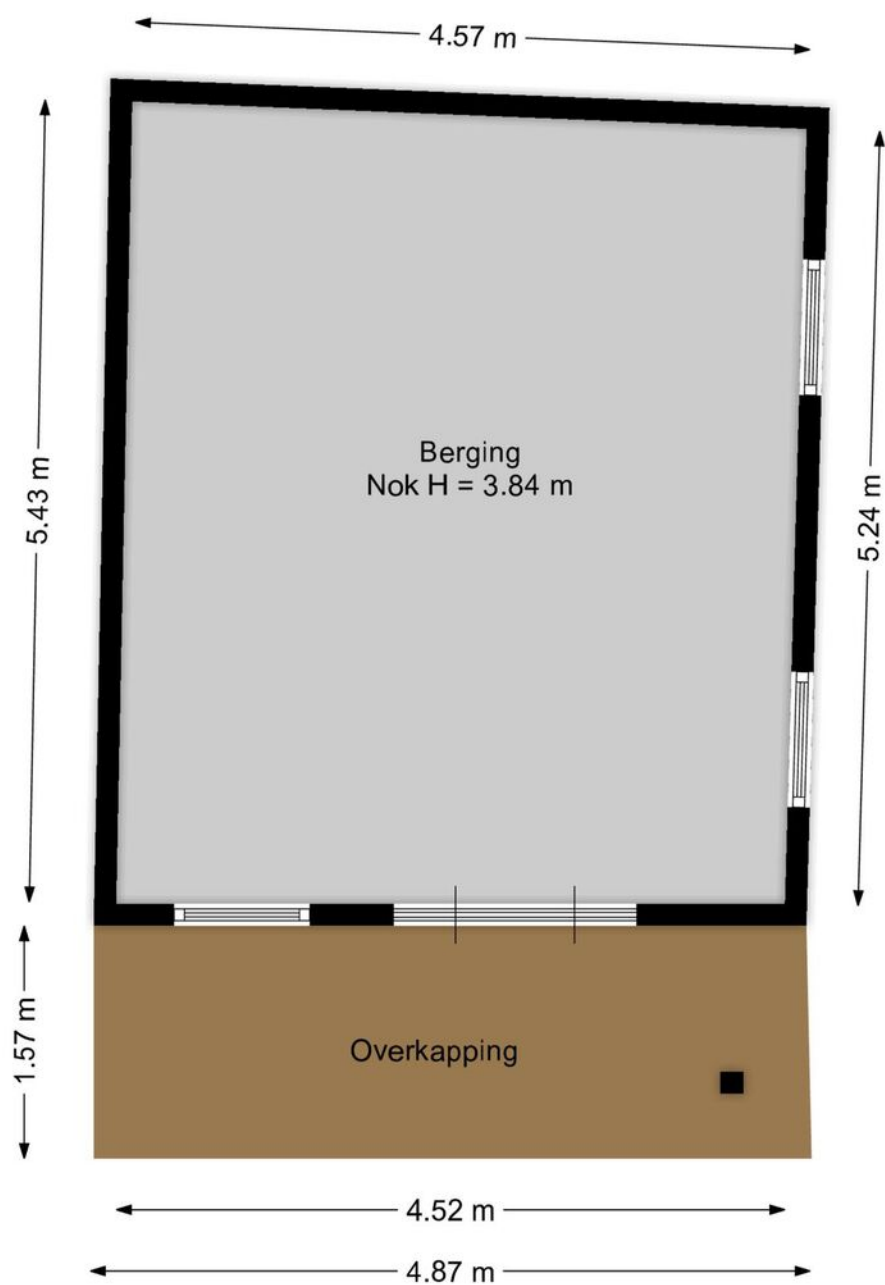 4.57 m
5.43 m
Berging
Nok H = 3.84 m
5.24 m
1.57 m
Overkapping
4.52 m
4.87 m